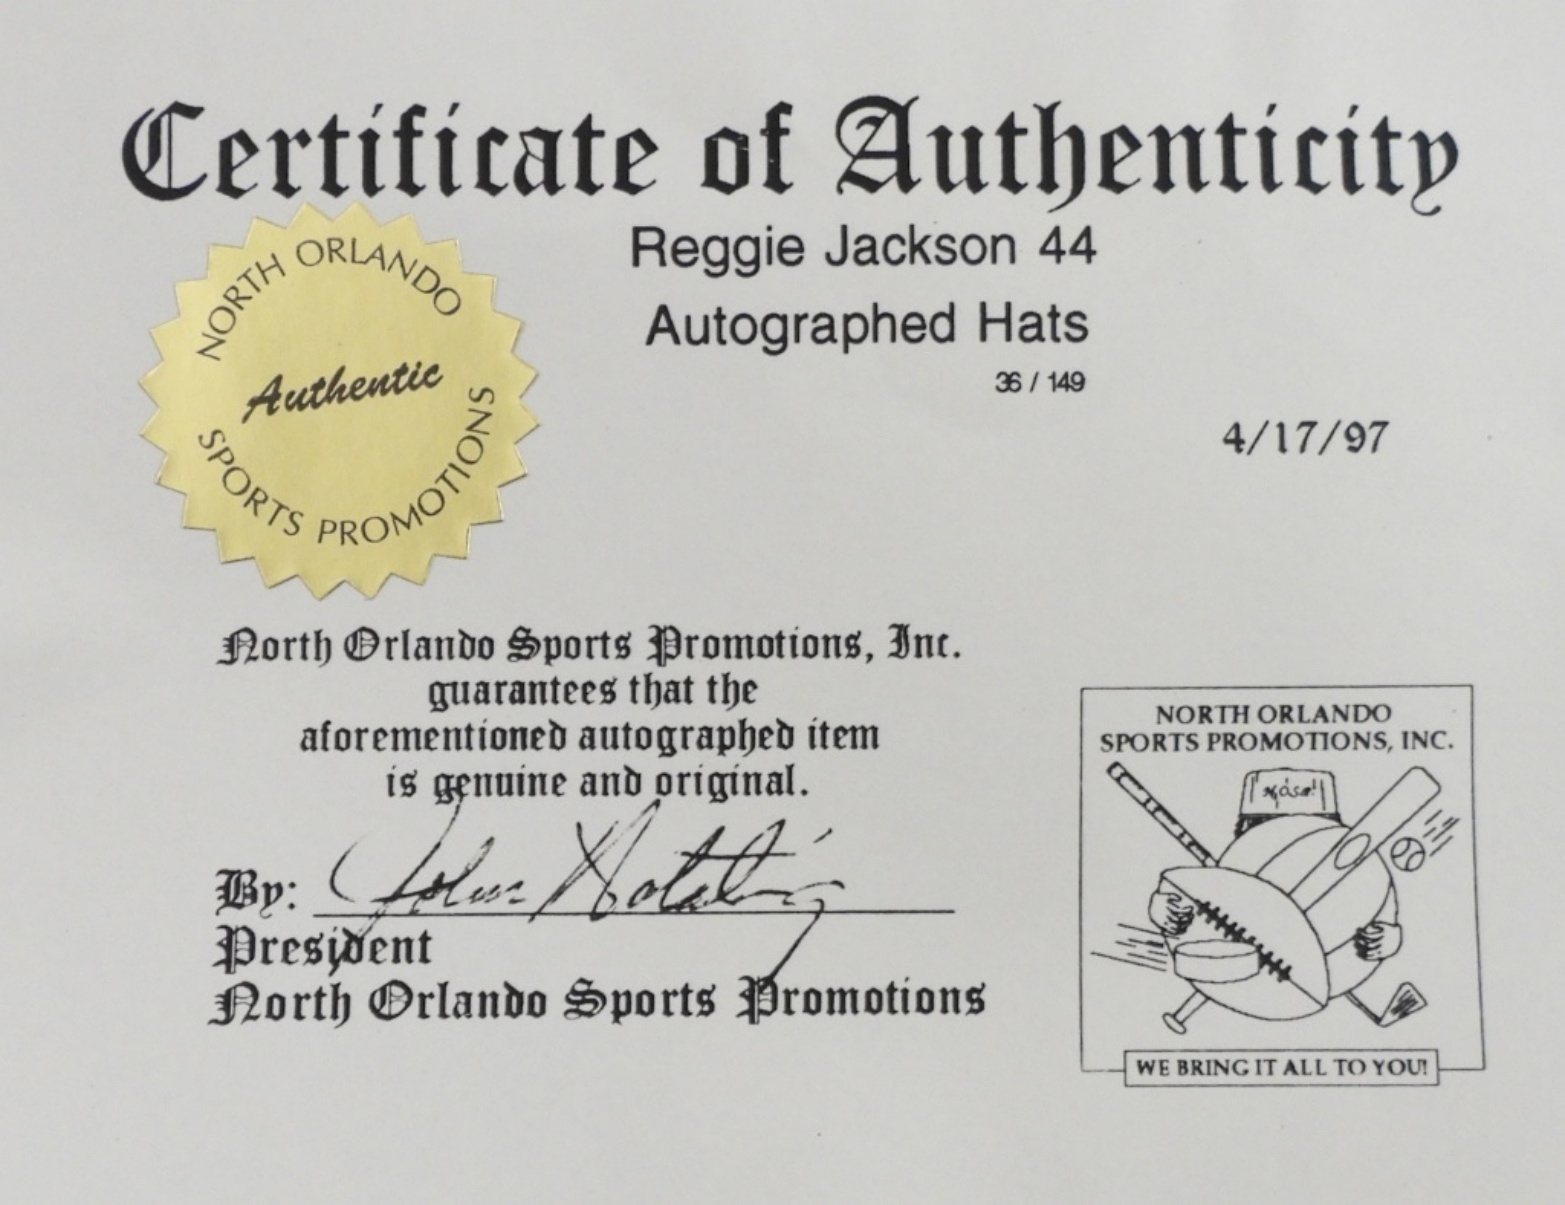 Certificate of Authenticity
Reggie Jackson 44
Autographed Hats
36 / 149
4/17/97
NORTH ORLANDO
Authentic
SPORTS PROMOTIONS
North Orlando Sports Promotions, Inc.
guarantees that the
aforementioned autographed item
is genuine and original.
By: John
President
North Orlando Sports Promotions
NORTH ORLANDO
SPORTS PROMOTIONS, INC.
WE BRING IT ALL TO YOU!